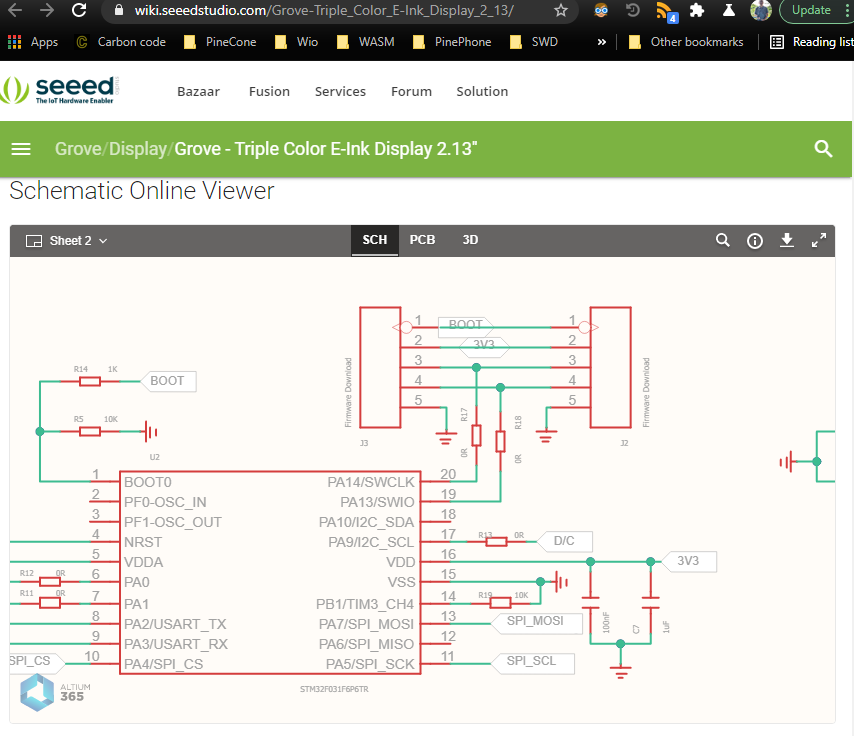 wiki.seeedstudio.com/Grove-Triple_Color_E-Ink_Display_2_13/
4
Update
Apps
Carbon code
PineCone
Wio
WASM
PinePhone
SWD
»
Other bookmarks
Reading list
seeed
studio
The IoT Hardware Enabler
Bazaar
Fusion
Services
Forum
Solution
Grove/Display/Grove - Triple Color E-Ink Display 2.13"
Schematic Online Viewer
Sheet 2
SCH
PCB
3D
1
BOOT
1
2
3V3
2
3
3
4
4
5
5
Firmware Download
J3
Firmware Download
J2
R17
0R
R18
0R
R14
1K
BOOT
R5
10K
U2
1
BOOT0
PA14/SWCLK
20
2
PF0-OSC_IN
PA13/SWIO
19
3
PF1-OSC_OUT
PA10/I2C_SDA
18
4
NRST
PA9/I2C_SCL
17
R13
0R
D/C
5
VDDA
VDD
16
3V3
R12
0R
6
PA0
VSS
15
R11
0R
7
PA1
PB1/TIM3_CH4
14
R19
10K
8
PA2/USART_TX
PA7/SPI_MOSI
13
SPI_MOSI
9
PA3/USART_RX
PA6/SPI_MISO
12
SPI_CS
10
PA4/SPI_CS
PA5/SPI_SCK
11
SPI_SCL
100nF
C7
1uF
STM32F031F6P6TR
ALTIUM
365